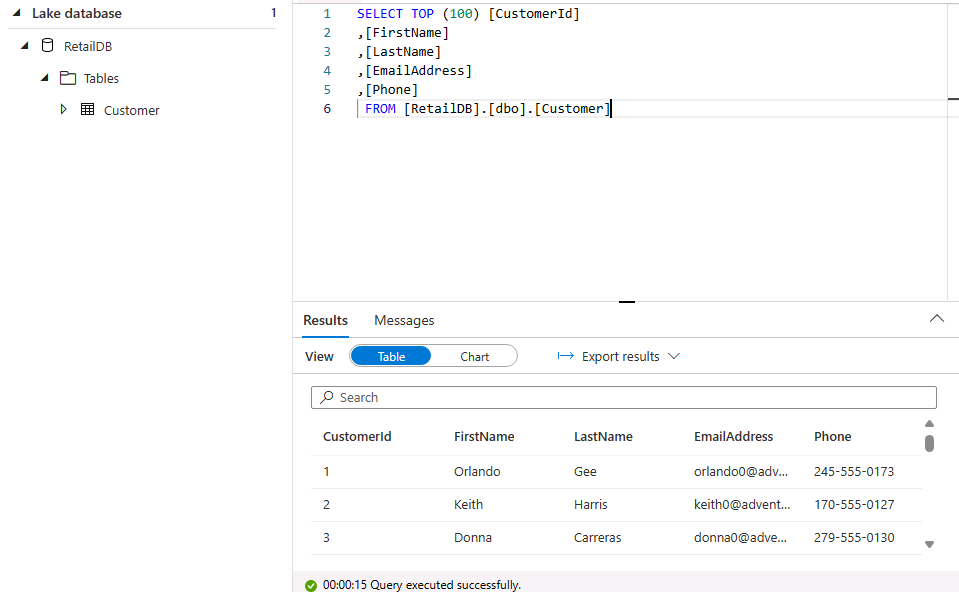 Lake database 1
RetailDB
Tables
Customer
1 SELECT TOP (100) [CustomerId]
2 ,[FirstName]
3 ,[LastName]
4 ,[EmailAddress]
5 ,[Phone]
6 FROM [RetailDB].[dbo].[Customer]
Results Messages
View Table Chart Export results
Search
CustomerId FirstName LastName EmailAddress Phone
1 Orlando Gee orlando0@adv... 245-555-0173
2 Keith Harris keith0@advent... 170-555-0127
3 Donna Carreras donna0@adve... 279-555-0130
00:00:15 Query executed successfully.